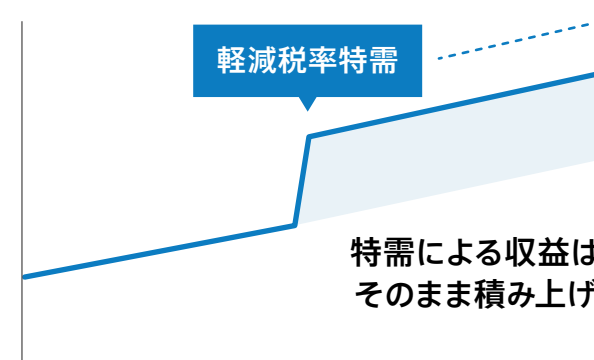 軽減税率特需
特需による収益は
そのまま積み上げ